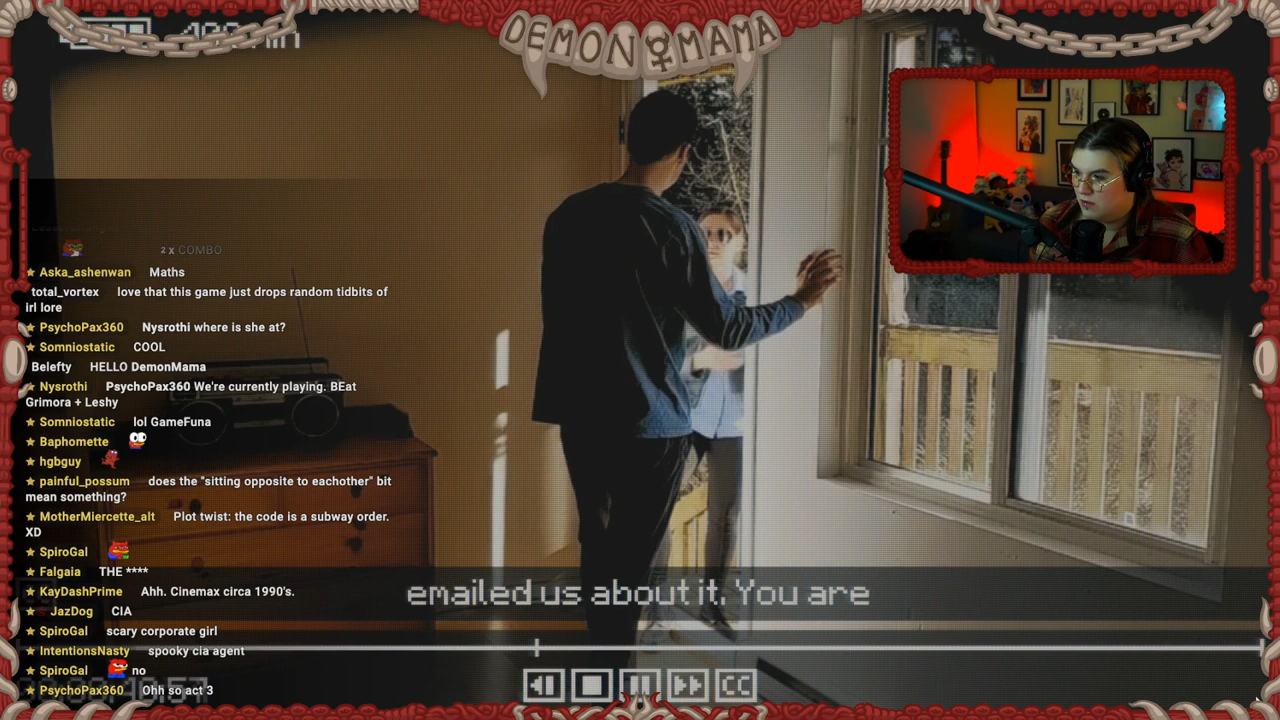 DEMON MAMA
2 x COMBO
Aska_ashenwan Maths
total_vortex love that this game just drops random tidbits of
irl lore
PsychoPax360 Nysrothi where is she at?
Somniostatic COOL
Belefty HELLO DemonMama
Nysrothi PsychoPax360 We're currently playing. BEat
Grimora + Leshy
Somniostatic lol GameFuna
Baphomette
hgbguy
painful_possum does the "sitting opposite to eachother" bit
mean something?
MotherMiercette_alt Plot twist: the code is a subway order.
XD
SpiroGal
Falgaia THE ****
KayDashPrime Ahh. Cinemax circa 1990's.
JazDog CIA
SpiroGal scary corporate girl
IntentionsNasty spooky cia agent
SpiroGal no
PsychoPax360 Ohh so act 3
emailed us about it. You are
CC